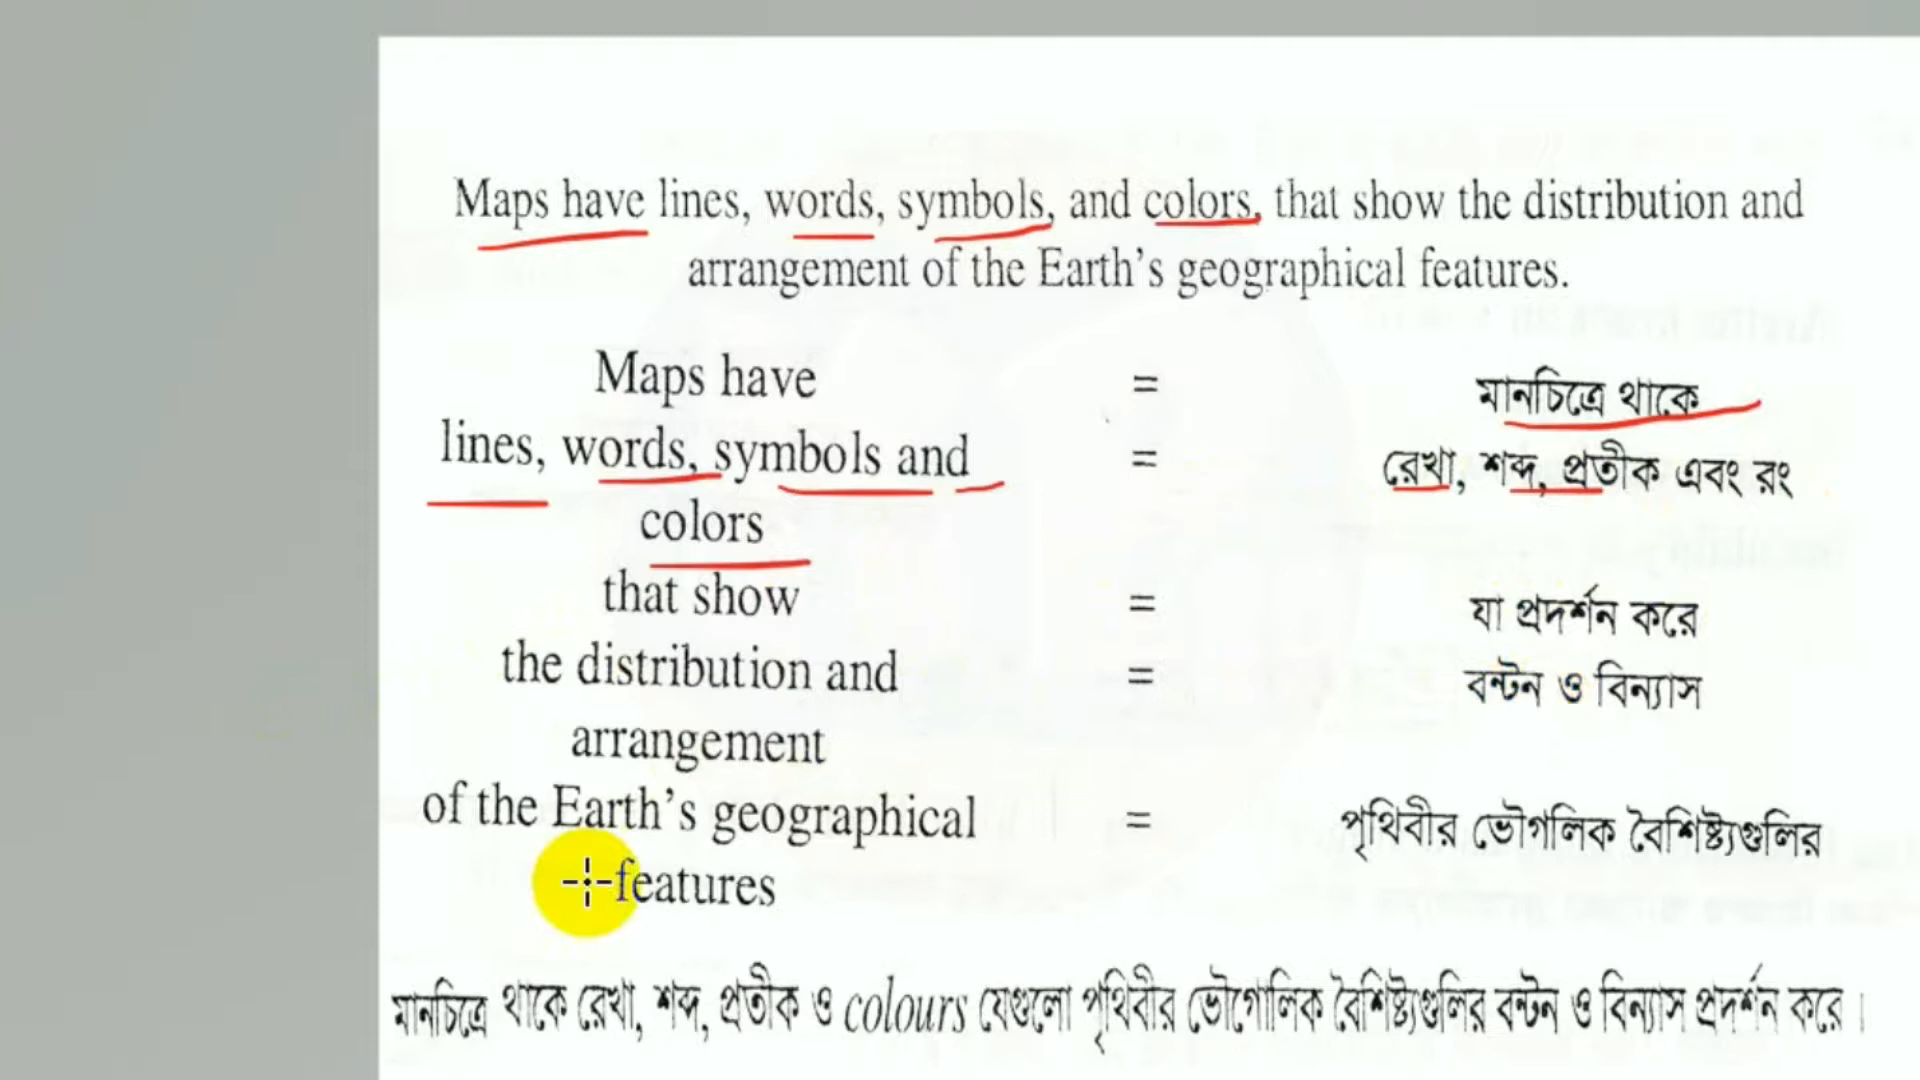 Maps have lines, words, symbols, and colors, that show the distribution and
arrangement of the Earth's geographical features.
Maps have = মানচিত্রে থাকে
lines, words, symbols and = রেখা, শব্দ, প্রতীক এবং রং
colors
that show = যা প্রদর্শন করে
the distribution and = বন্টন ও বিন্যাস
arrangement
of the Earth's geographical = পৃথিবীর ভৌগলিক বৈশিষ্ট্যগুলির
features
মানচিত্রে থাকে রেখা, শব্দ, প্রতীক ও colours যেগুলো পৃথিবীর ভৌগোলিক বৈশিষ্ট্যগুলির বন্টন ও বিন্যাস প্রদর্শন করে।